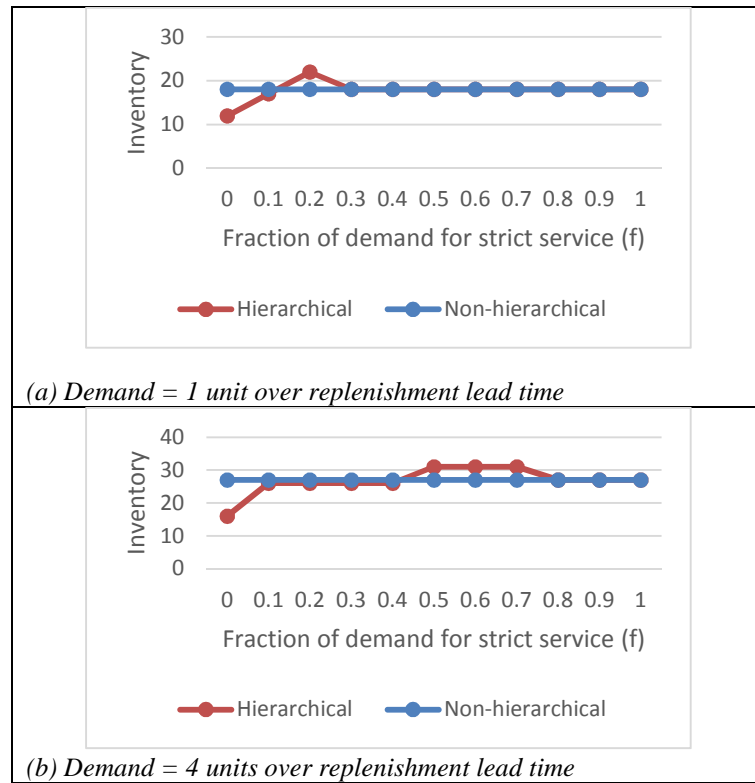 30
20
10
0
Inventory
0 0.1 0.2 0.3 0.4 0.5 0.6 0.7 0.8 0.9 1
Fraction of demand for strict service (f)
Hierarchical Non-hierarchical
(a) Demand = 1 unit over replenishment lead time
40
30
20
10
0
Inventory
0 0.1 0.2 0.3 0.4 0.5 0.6 0.7 0.8 0.9 1
Fraction of demand for strict service (f)
Hierarchical Non-hierarchical
(b) Demand = 4 units over replenishment lead time